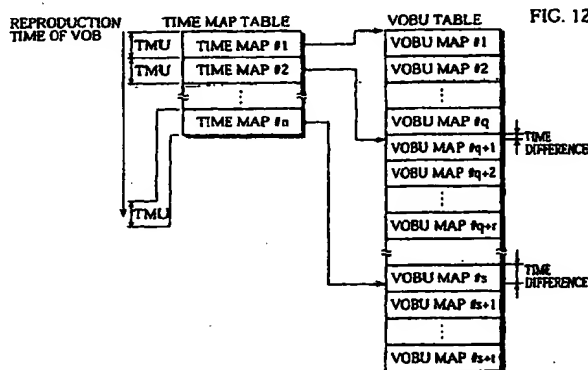 FIG. 12
REPRODUCTION
TIME OF VOB
TIME MAP TABLE
TMU
TIME MAP #1
TMU
TIME MAP #2
TIME MAP #n
TMU
VOBU TABLE
VOBU MAP #1
VOBU MAP #2
VOBU MAP #q
VOBU MAP #q+1
VOBU MAP #q+2
VOBU MAP #q+r
VOBU MAP #s
VOBU MAP #s+1
VOBU MAP #s+t
TIME
DIFFERENCE
TIME
DIFFERENCE